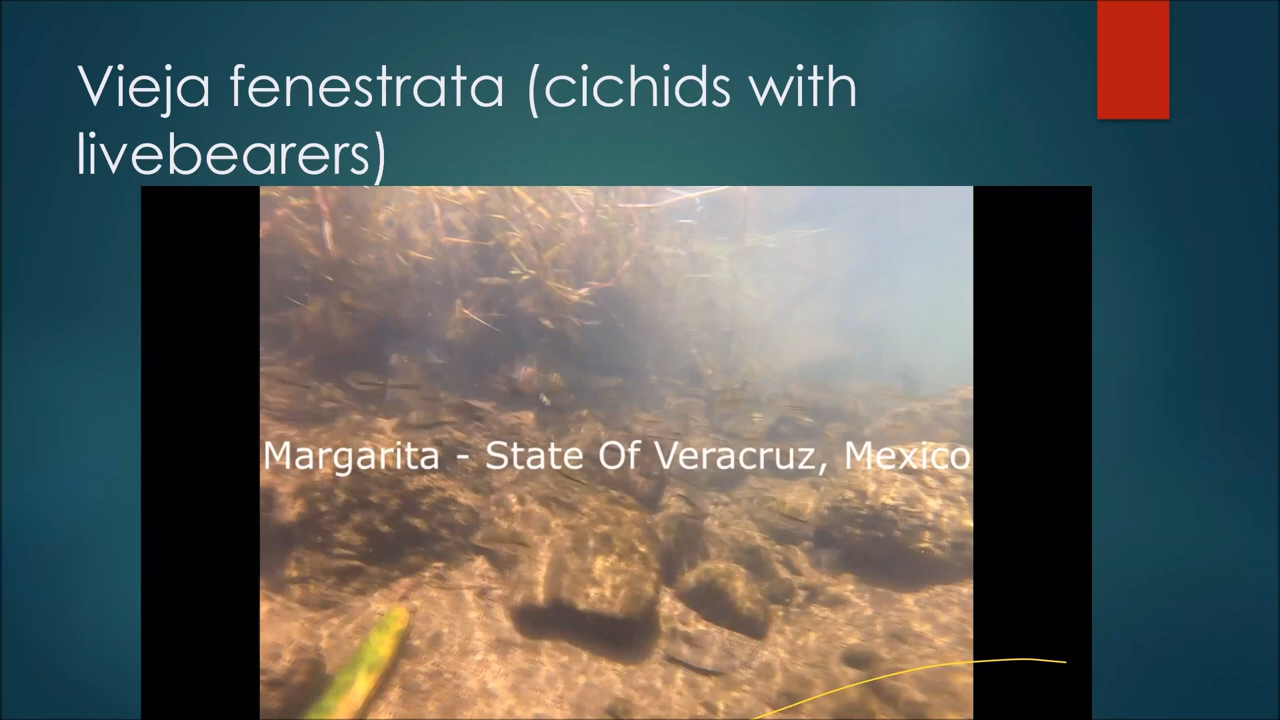 Vieja fenestrata (cichids with
livebearers)
Margarita - State Of Veracruz, Mexico